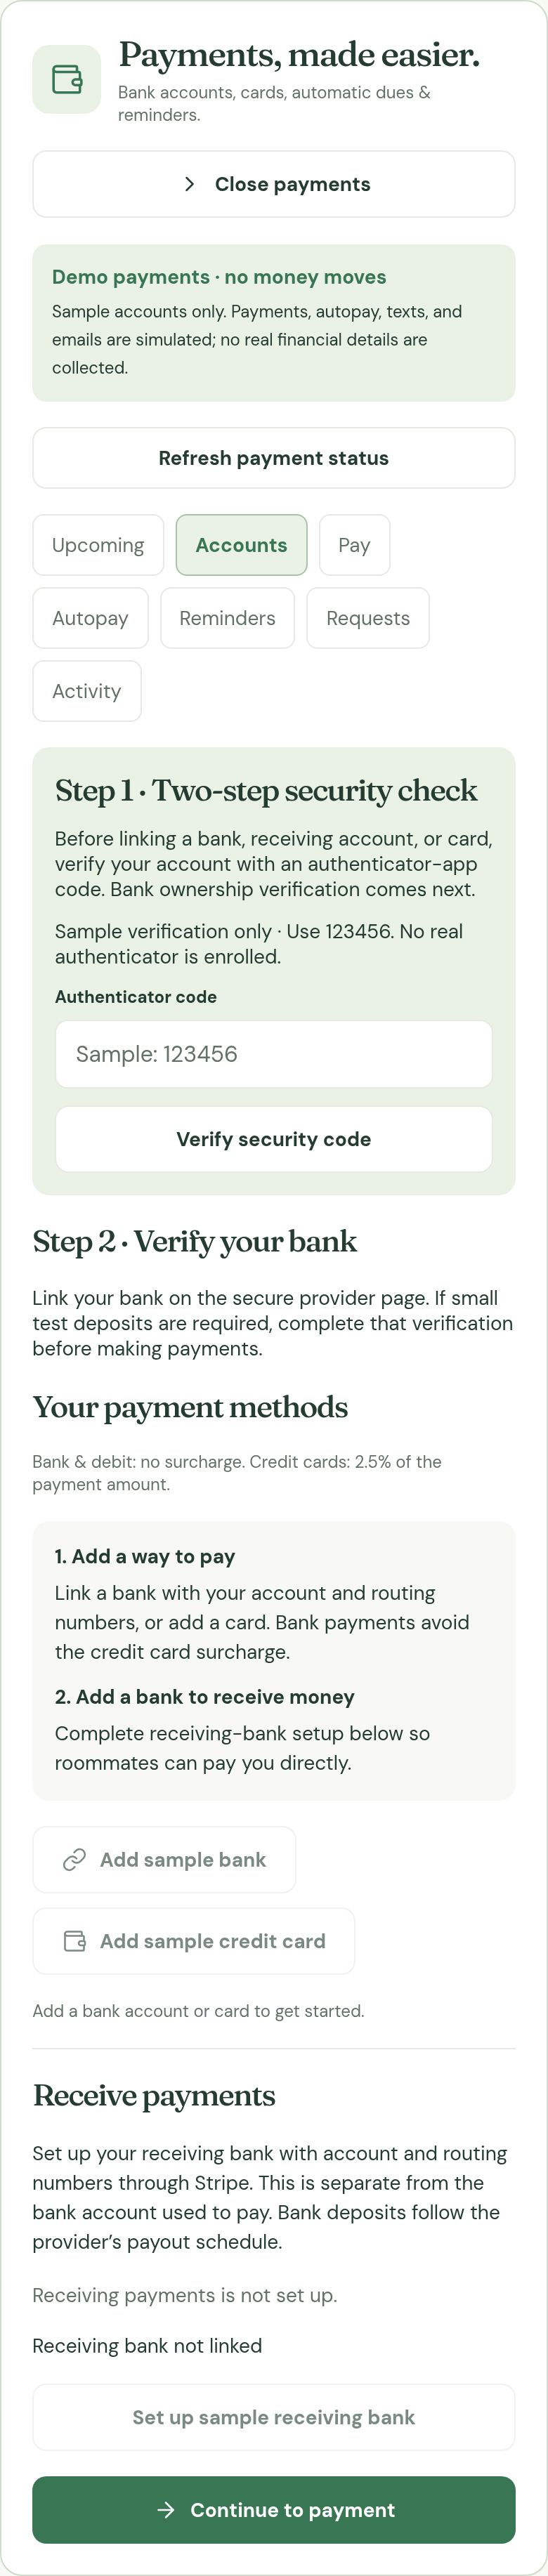 Payments, made easier.
Bank accounts, cards, automatic dues &
reminders.
Close payments
Demo payments · no money moves
Sample accounts only. Payments, autopay, texts, and
emails are simulated; no real financial details are
collected.
Refresh payment status
Upcoming Accounts Pay
Autopay Reminders Requests
Activity
Step 1 · Two-step security check
Before linking a bank, receiving account, or card,
verify your account with an authenticator-app
code. Bank ownership verification comes next.
Sample verification only · Use 123456. No real
authenticator is enrolled.
Authenticator code
Sample: 123456
Verify security code
Step 2 · Verify your bank
Link your bank on the secure provider page. If small
test deposits are required, complete that verification
before making payments.
Your payment methods
Bank & debit: no surcharge. Credit cards: 2.5% of the
payment amount.
1. Add a way to pay
Link a bank with your account and routing
numbers, or add a card. Bank payments avoid
the credit card surcharge.
2. Add a bank to receive money
Complete receiving-bank setup below so
roommates can pay you directly.
Add sample bank
Add sample credit card
Add a bank account or card to get started.
Receive payments
Set up your receiving bank with account and routing
numbers through Stripe. This is separate from the
bank account used to pay. Bank deposits follow the
provider’s payout schedule.
Receiving payments is not set up.
Receiving bank not linked
Set up sample receiving bank
Continue to payment